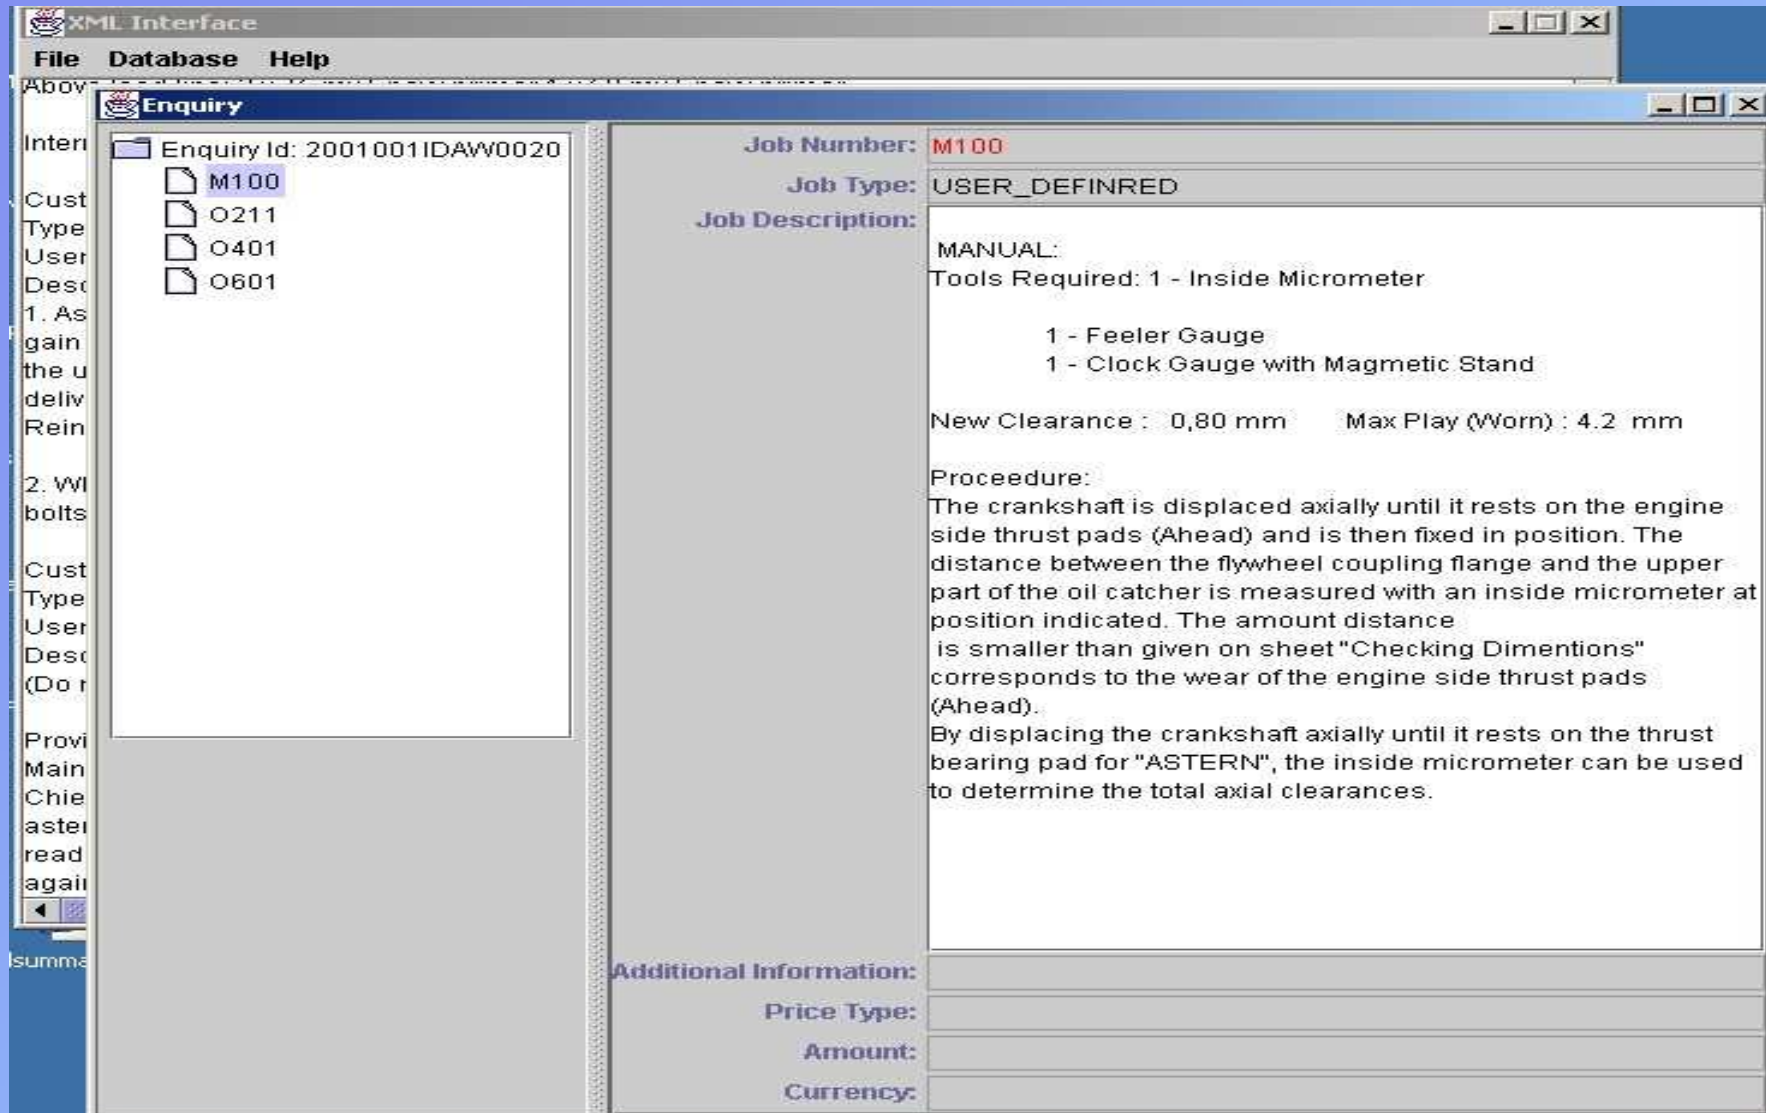 XML Interface
File Database Help
Abov
Enquiry
Intern
Cust
Type
User
Desc
1. As
gain
the u
deliv
Rein
2. Wh
bolts
Cust
Type
User
Desc
(Do n
Provi
Main
Chie
aster
read
again
lsumma
Enquiry Id: 2001001IDAW0020
M100
O211
O401
O601
Job Number: M100
Job Type: USER_DEFINRED
Job Description:
MANUAL:
Tools Required: 1 - Inside Micrometer
1 - Feeler Gauge
1 - Clock Gauge with Magmetic Stand
New Clearance : 0,80 mm Max Play (Worn) : 4.2 mm
Proceedure:
The crankshaft is displaced axially until it rests on the engine
side thrust pads (Ahead) and is then fixed in position. The
distance between the flywheel coupling flange and the upper
part of the oil catcher is measured with an inside micrometer at
position indicated. The amount distance
is smaller than given on sheet "Checking Dimentions"
corresponds to the wear of the engine side thrust pads
(Ahead).
By displacing the crankshaft axially until it rests on the thrust
bearing pad for "ASTERN", the inside micrometer can be used
to determine the total axial clearances.
Additional Information:
Price Type:
Amount:
Currency: